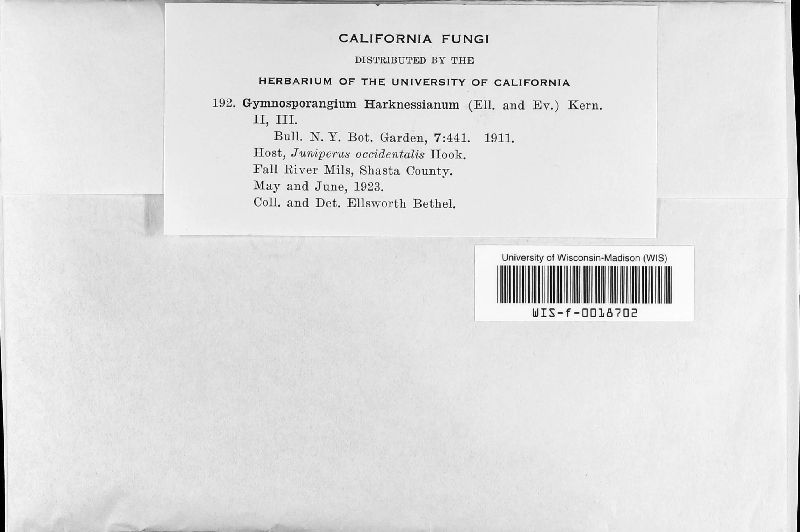 CALIFORNIA FUNGI
DISTRIBUTED BY THE
HERBARIUM OF THE UNIVERSITY OF CALIFORNIA
192. Gymnosporangium Harknessianum (Ell. and Ev.) Kern.
II, III.
Bull. N. Y. Bot. Garden, 7:441. 1911.
Host, Juniperus occidentalis Hook.
Fall River Mils, Shasta County.
May and June, 1923.
Coll. and Det. Ellsworth Bethel.
University of Wisconsin-Madison (WIS)
WIS-f-0018702